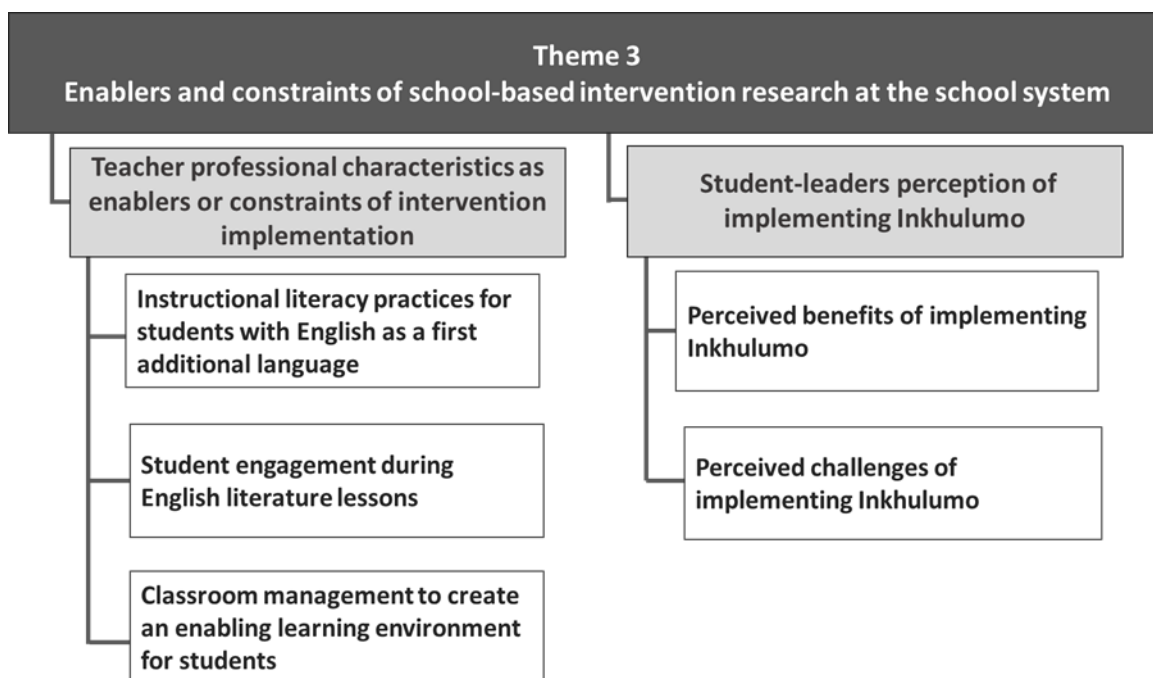 Theme 3
Enablers and constraints of school-based intervention research at the school system
Teacher professional characteristics as
enablers or constraints of intervention
implementation
Instructional literacy practices for
students with English as a first
additional language
Student engagement during
English literature lessons
Classroom management to create
an enabling learning environment
for students
Student-leaders perception of
implementing Inkhulumo
Perceived benefits of implementing
Inkhulumo
Perceived challenges of
implementing Inkhulumo